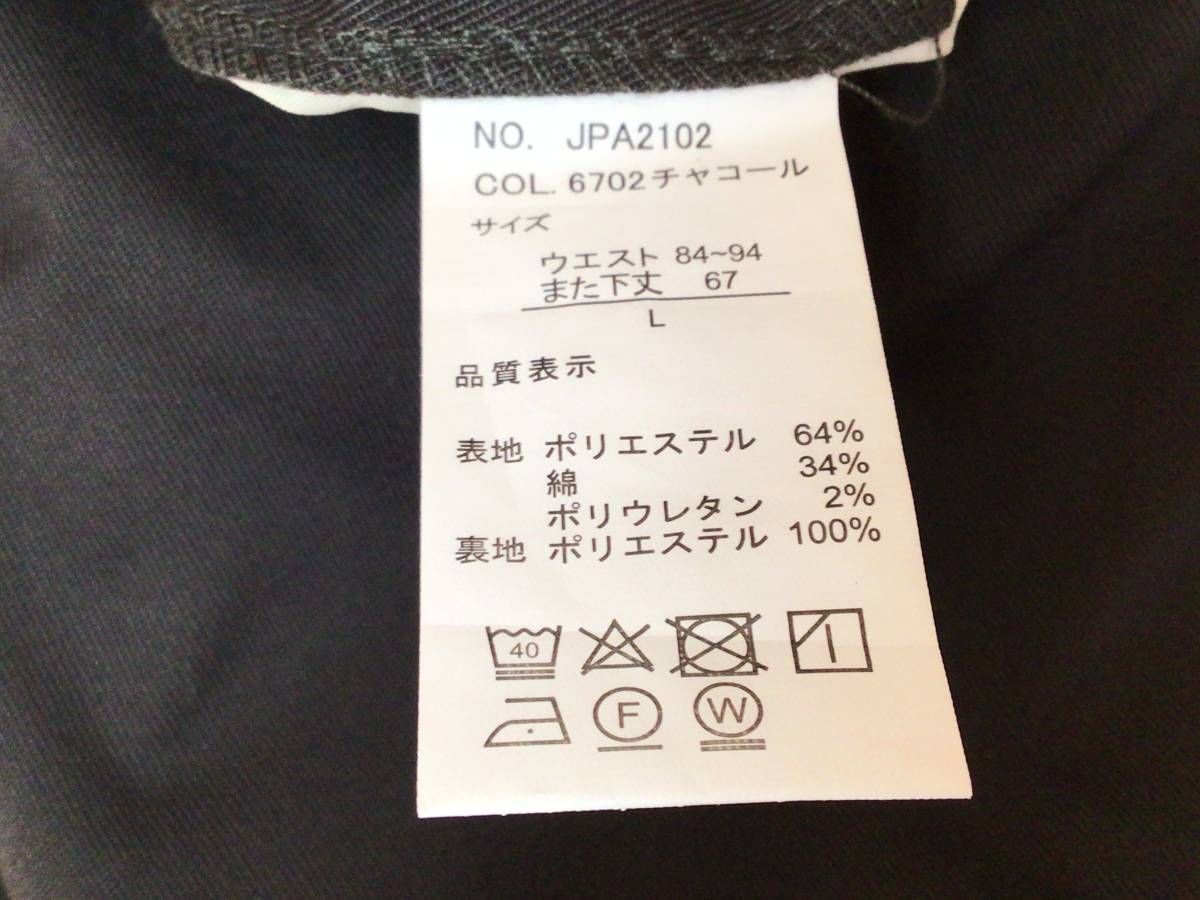 NO. JPA2102
COL. 6702チャコール
サイズ
ウエスト 84~94
また下丈 67
L
品質表示
表地 ポリエステル 64%
綿 34%
ポリウレタン 2%
裏地 ポリエステル 100%
40
F W